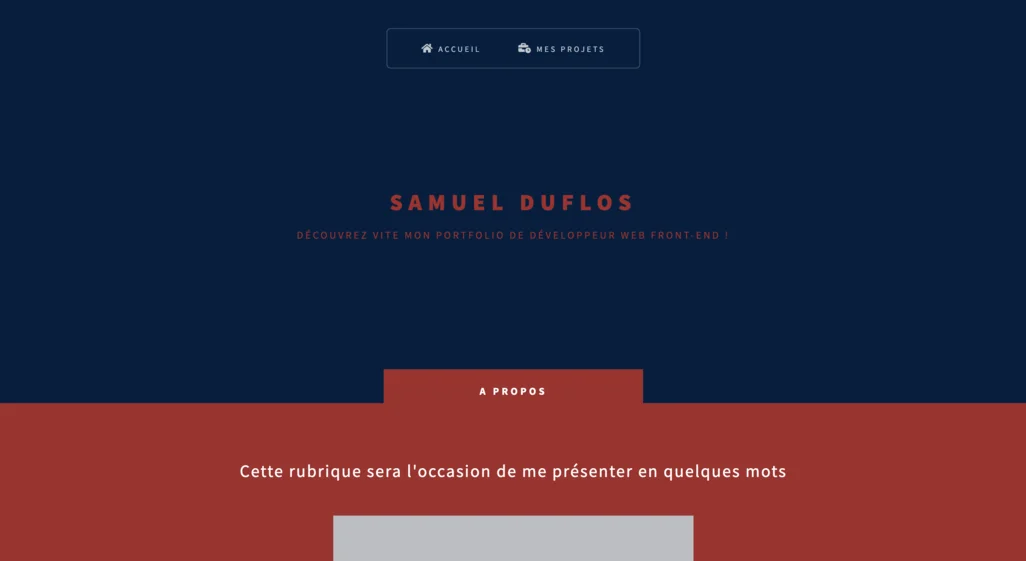 ACCUEIL MES PROJETS
SAMUEL DUFLOS
DÉCOUVREZ VITE MON PORTFOLIO DE DÉVELOPPEUR WEB FRONT-END !
A PROPOS
Cette rubrique sera l'occasion de me présenter en quelques mots